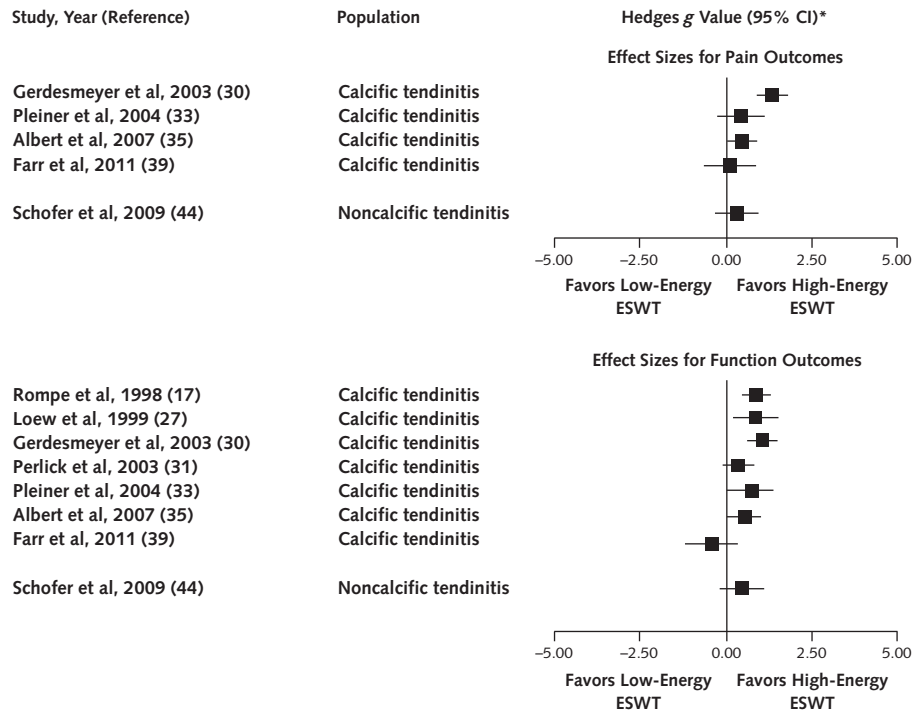 Study, Year (Reference) Population Hedges g Value (95% CI)*
Effect Sizes for Pain Outcomes
Gerdesmeyer et al, 2003 (30) Calcific tendinitis
Pleiner et al, 2004 (33) Calcific tendinitis
Albert et al, 2007 (35) Calcific tendinitis
Farr et al, 2011 (39) Calcific tendinitis
Schofer et al, 2009 (44) Noncalcific tendinitis
–5.00 –2.50 0.00 2.50 5.00
Favors Low-Energy Favors High-Energy
ESWT ESWT
Effect Sizes for Function Outcomes
Rompe et al, 1998 (17) Calcific tendinitis
Loew et al, 1999 (27) Calcific tendinitis
Gerdesmeyer et al, 2003 (30) Calcific tendinitis
Perlick et al, 2003 (31) Calcific tendinitis
Pleiner et al, 2004 (33) Calcific tendinitis
Albert et al, 2007 (35) Calcific tendinitis
Farr et al, 2011 (39) Calcific tendinitis
Schofer et al, 2009 (44) Noncalcific tendinitis
–5.00 –2.50 0.00 2.50 5.00
Favors Low-Energy Favors High-Energy
ESWT ESWT